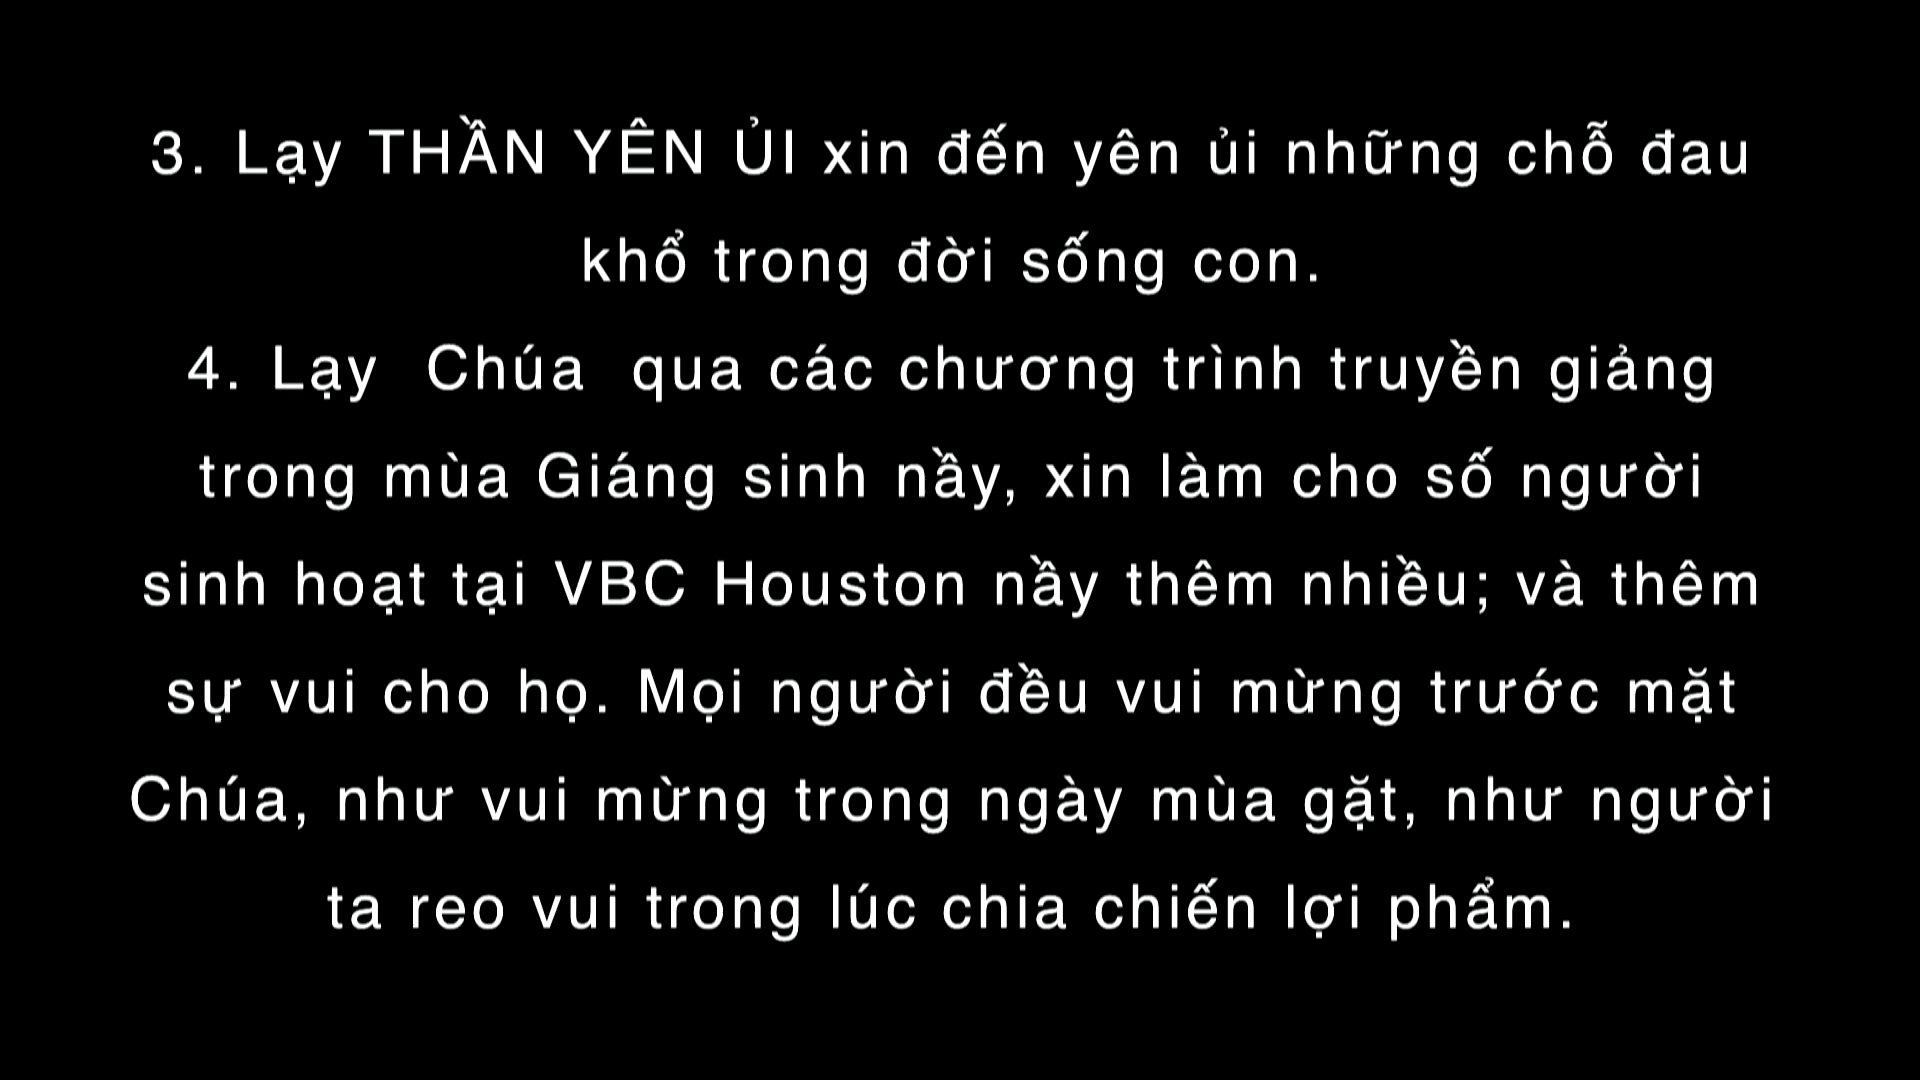 3. Lạy THẦN YÊN ỦI xin đến yên ủi những chỗ đau
khổ trong đời sống con.
4. Lạy  Chúa  qua các chương trình truyền giảng
trong mùa Giáng sinh nầy, xin làm cho số người
sinh hoạt tại VBC Houston nầy thêm nhiều; và thêm
sự vui cho họ. Mọi người đều vui mừng trước mặt
Chúa, như vui mừng trong ngày mùa gặt, như người
ta reo vui trong lúc chia chiến lợi phẩm.